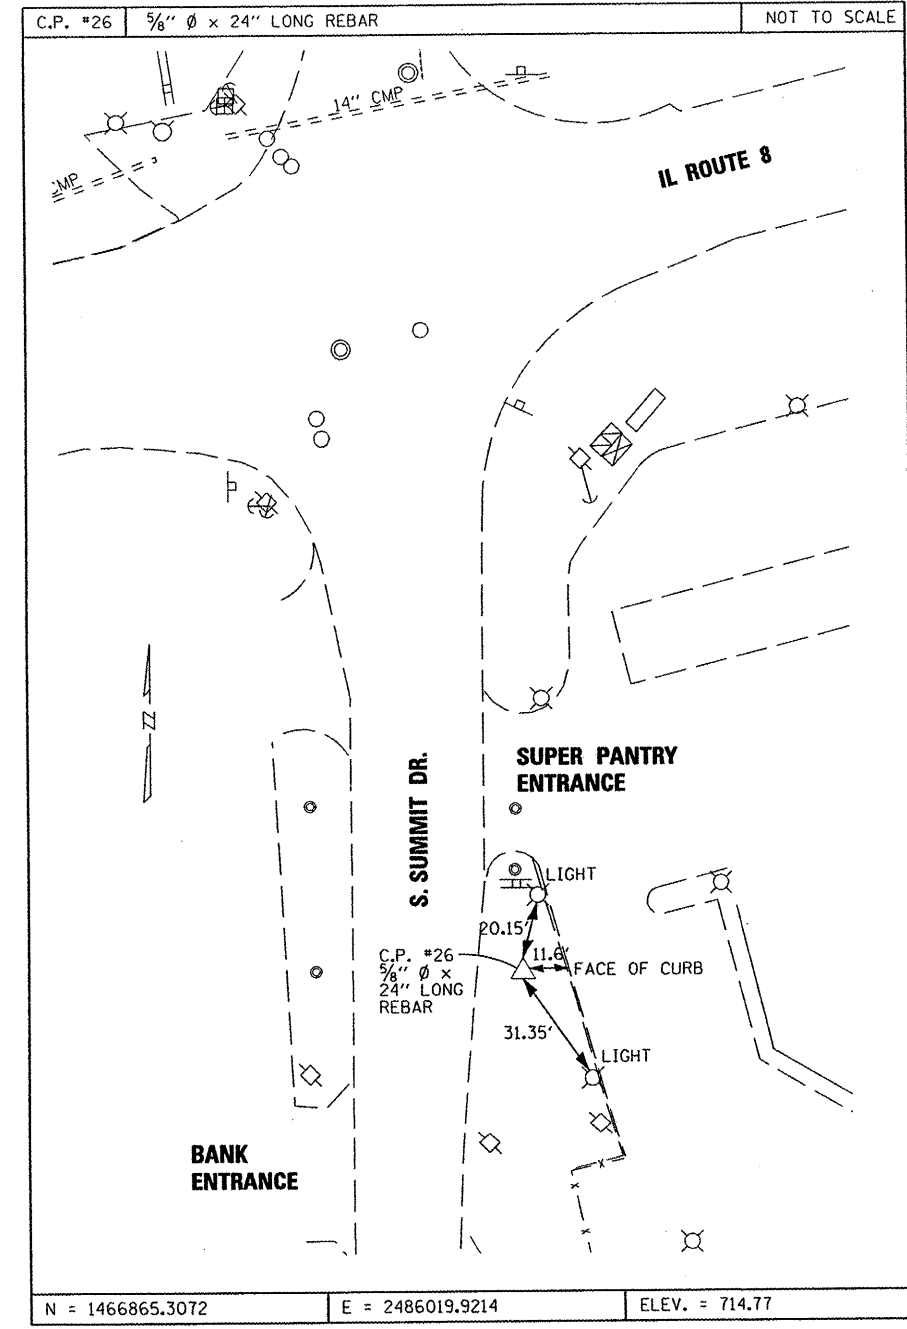 C.P. #26
5/8" Ø x 24" LONG REBAR
NOT TO SCALE
14" CMP
CMP
IL ROUTE 8
N
S. SUMMIT DR.
SUPER PANTRY
ENTRANCE
LIGHT
20.15'
11.6'
C.P. #26
5/8" Ø x
24" LONG
REBAR
FACE OF CURB
31.35'
LIGHT
BANK
ENTRANCE
N = 1466865.3072
E = 2486019.9214
ELEV. = 714.77